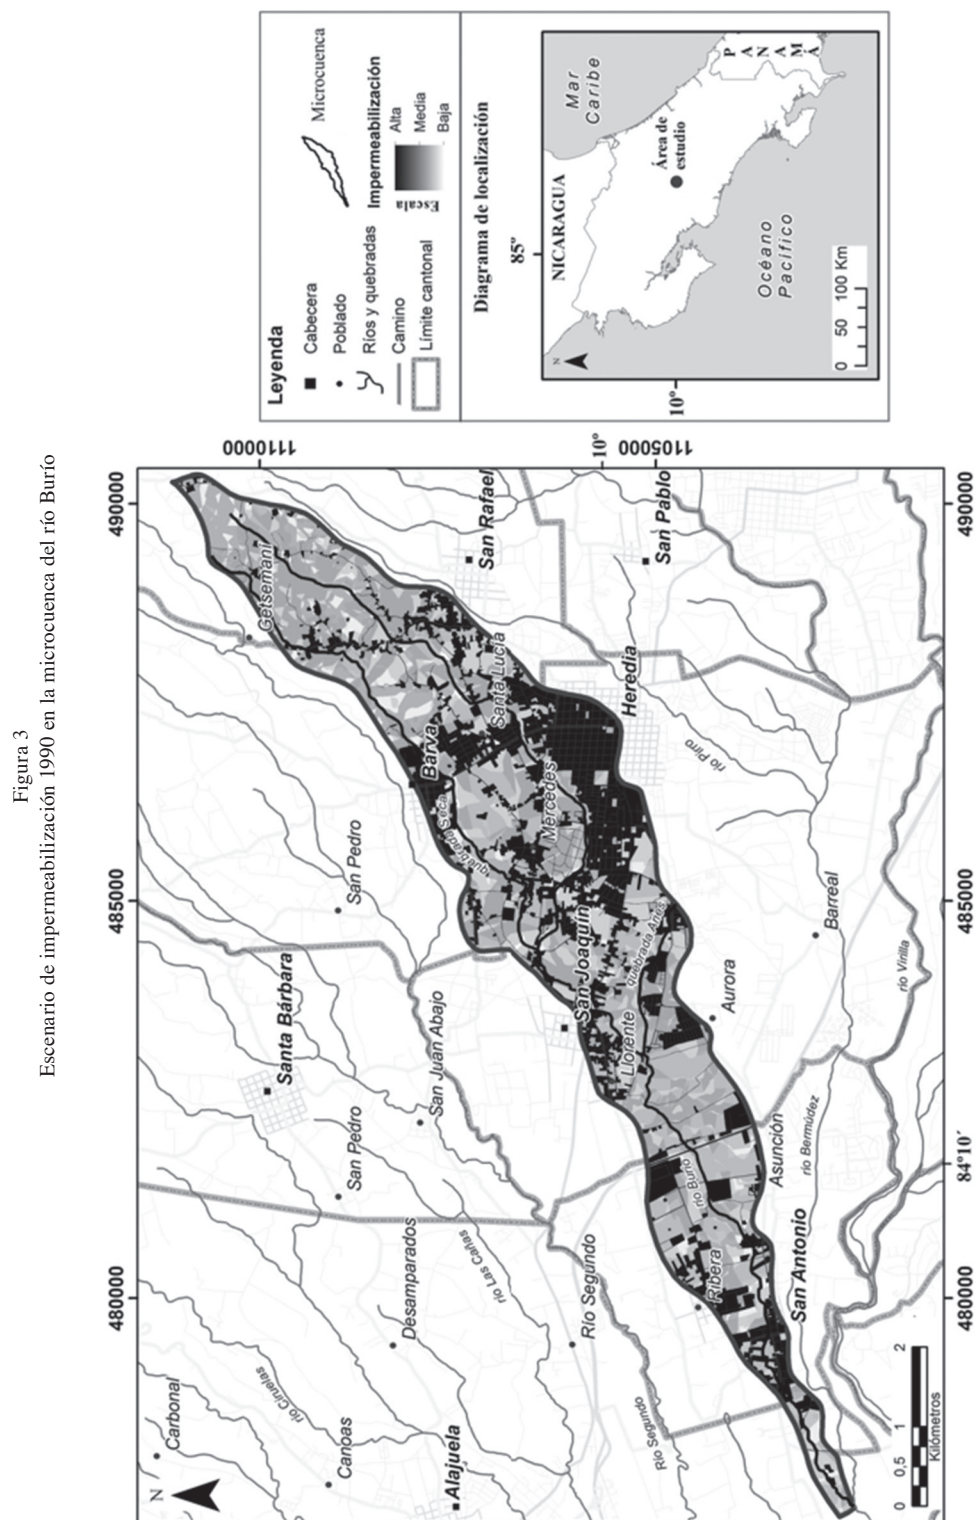 Figura 3
Escenario de impermeabilización 1990 en la microcuenca del río Burío
480000
485000
490000
N
Carbonal
río Ciruelas
Canoas
Alajuela
Desamparados
río Las Cañas
San Pedro
Santa Bárbara
San Pedro
San Juan Abajo
Río Segundo
Río Segundo
Getsemaní
Barva
quebrada Seca
Santa Lucía
Mercedes
San Rafael
San Pablo
Heredia
río Pirro
San Joaquín
quebrada Aries
Llorente
Aurora
Barreal
río Virilla
Asunción
río Bermúdez
río Burío
Ribera
San Antonio
1110000
10°
1105000
0 0,5 1 2
Kilómetros
480000
84°10´
485000
490000
Leyenda
Cabecera
Poblado
Ríos y quebradas
Camino
Límite cantonal
Microcuenca
Impermeabilización
Escala
Alta
Media
Baja
Diagrama de localización
85°
10°
N
NICARAGUA
Mar
Caribe
Área de
estudio
PANAMÁ
Océano
Pacífico
0 50 100 Km